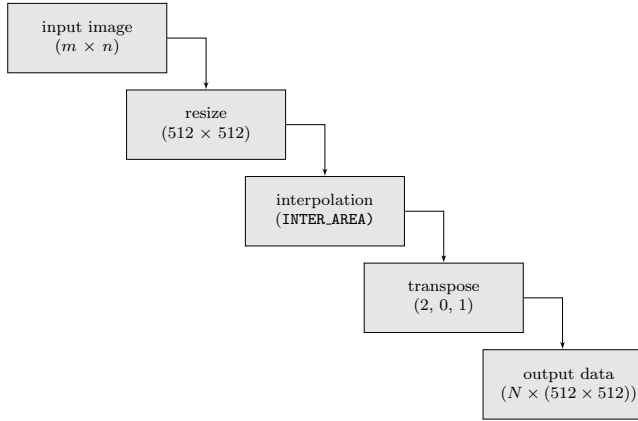 input image
(m × n)
resize
(512 × 512)
interpolation
(INTER_AREA)
transpose
(2, 0, 1)
output data
(N × (512 × 512))